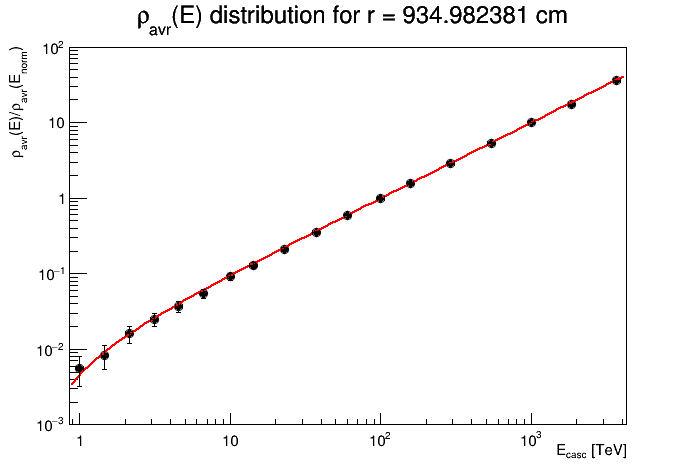 ρavr(E) distribution for r = 934.982381 cm
ρavr(E)/ρavr(Enorm)
10²
10
1
10⁻¹
10⁻²
10⁻³
1 10 10² 10³
Ecasc [TeV]